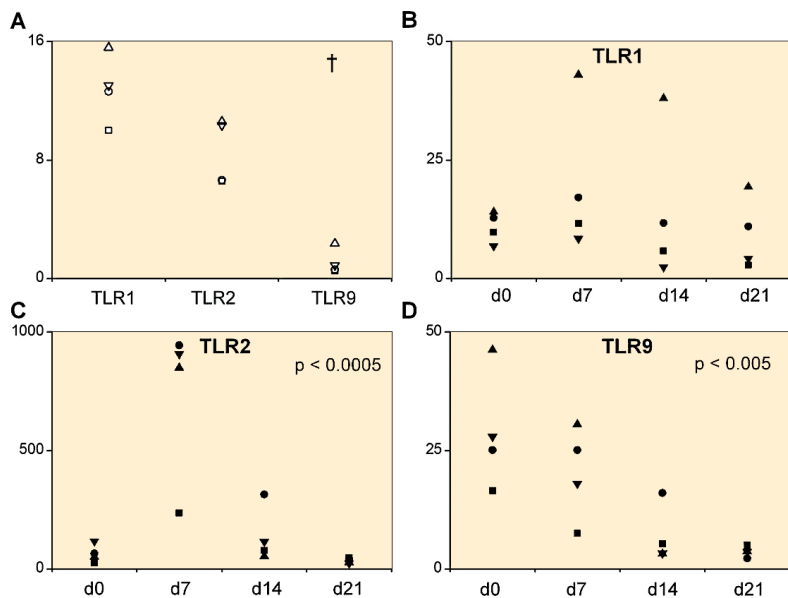 A
16
†
8
0
TLR1 TLR2 TLR9
B
50
TLR1
25
0
d0 d7 d14 d21
C
1000
TLR2
p < 0.0005
500
0
d0 d7 d14 d21
D
50
TLR9
p < 0.005
25
0
d0 d7 d14 d21